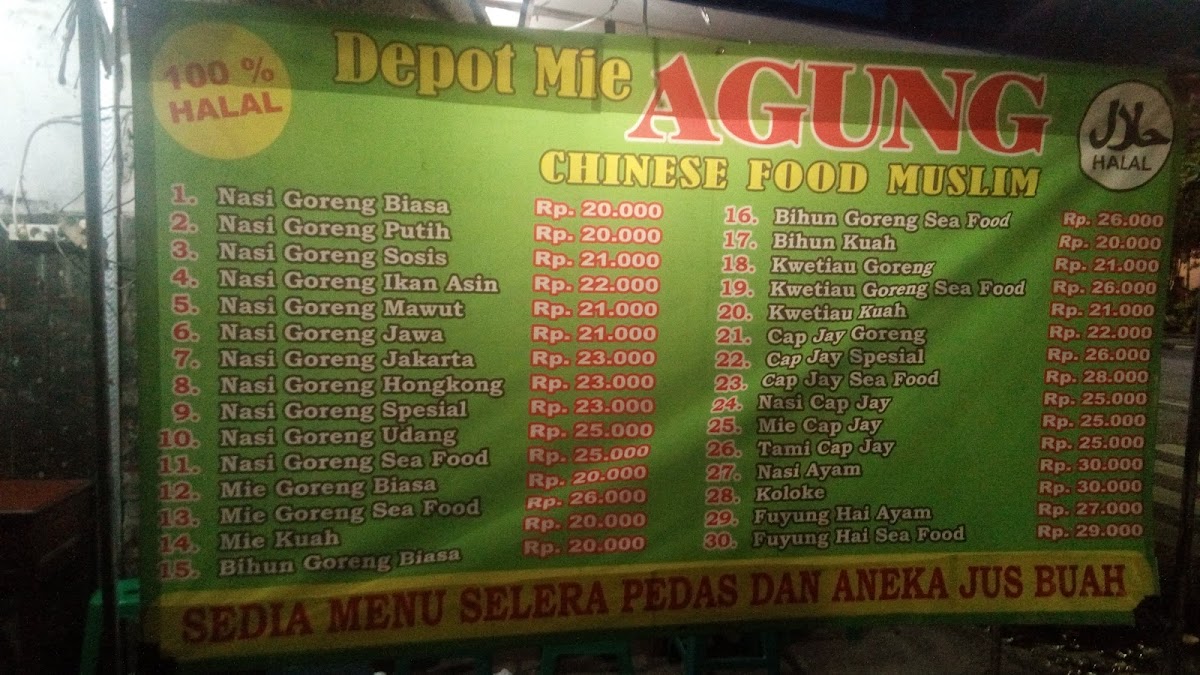 100 %
HALAL
Depot Mie AGUNG
CHINESE FOOD MUSLIM
حلال
HALAL
1. Nasi Goreng Biasa Rp. 20.000
2. Nasi Goreng Putih Rp. 20.000
3. Nasi Goreng Sosis Rp. 21.000
4. Nasi Goreng Ikan Asin Rp. 22.000
5. Nasi Goreng Mawut Rp. 21.000
6. Nasi Goreng Jawa Rp. 21.000
7. Nasi Goreng Jakarta Rp. 23.000
8. Nasi Goreng Hongkong Rp. 23.000
9. Nasi Goreng Spesial Rp. 23.000
10. Nasi Goreng Udang Rp. 25.000
11. Nasi Goreng Sea Food Rp. 25.000
12. Mie Goreng Biasa Rp. 20.000
13. Mie Goreng Sea Food Rp. 26.000
14. Mie Kuah Rp. 20.000
15. Bihun Goreng Biasa Rp. 20.000
16. Bihun Goreng Sea Food Rp. 26.000
17. Bihun Kuah Rp. 20.000
18. Kwetiau Goreng Rp. 21.000
19. Kwetiau Goreng Sea Food Rp. 26.000
20. Kwetiau Kuah Rp. 21.000
21. Cap Jay Goreng Rp. 22.000
22. Cap Jay Spesial Rp. 26.000
23. Cap Jay Sea Food Rp. 28.000
24. Nasi Cap Jay Rp. 25.000
25. Mie Cap Jay Rp. 25.000
26. Tami Cap Jay Rp. 25.000
27. Nasi Ayam Rp. 30.000
28. Koloke Rp. 30.000
29. Fuyung Hai Ayam Rp. 27.000
30. Fuyung Hai Sea Food Rp. 29.000
SEDIA MENU SELERA PEDAS DAN ANEKA JUS BUAH